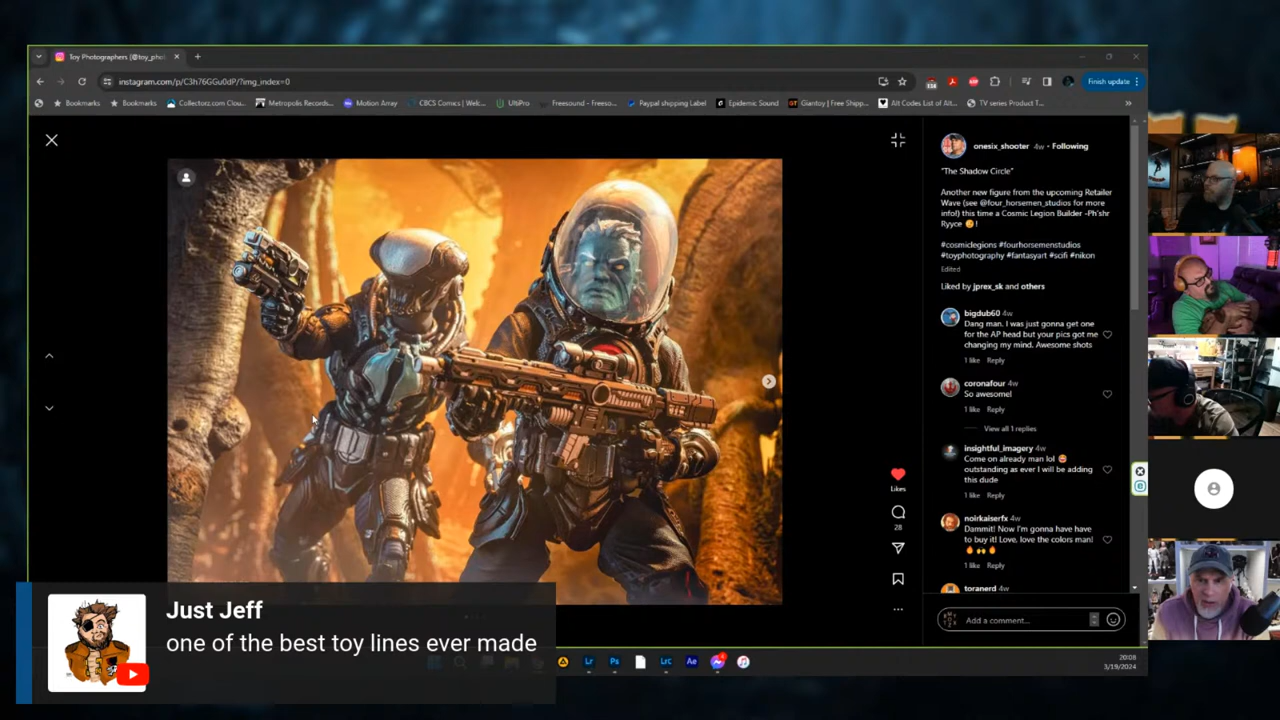 Toy Photographers (@toy_phot
instagram.com/p/C3h76GGu0dP/?img_index=0
Finish update
Bookmarks
Bookmarks
Collectorz.com Clou...
Metropolis Records...
Motion Array
CBCS Comics | Welc...
UltiPro
Freesound - Freeso...
Paypal shipping Label
Epidemic Sound
Giantoy | Free Shipp...
Alt Codes List of Alt...
TV series Product T...
onesix_shooter 4w • Following
"The Shadow Circle"
Another new figure from the upcoming Retailer
Wave (see @four_horsemen_studios for more
info!) this time a Cosmic Legion Builder -Ph'shr
Ryyce 😏!
#cosmiclegions #fourhorsemenstudios
#toyphotography #fantasyart #scifi #nikon
Edited
Liked by jprex_sk and others
bigdub60 4w
Dang man. I was just gonna get one
for the AP head but your pics got me
changing my mind. Awesome shots
1 like Reply
coronafour 4w
So awesome!
1 like Reply
View all 1 replies
insightful_imagery 4w
Come on already man lol
outstanding as ever I will be adding
this dude
1 like Reply
noirkaiserfx 4w
Dammit! Now I'm gonna have have
to buy it! Love, love the colors man!
🔥🙌🔥
1 like Reply
toranerd 4w
Likes
28
Add a comment...
Just Jeff
one of the best toy lines ever made
Lr
Ps
Lrc
Ae
20:08
3/19/2024